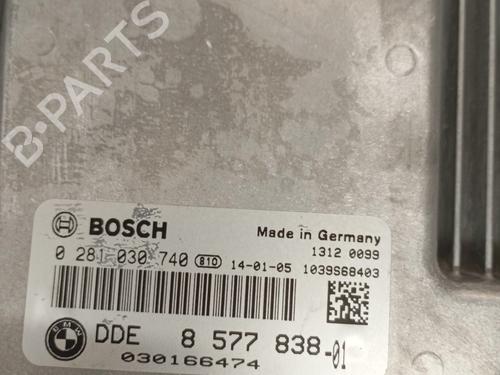 B-PARTS
BOSCH
Made in Germany
1312 0099
0 281 030 740 810 14-01-05 1039S68403
BMW
DDE 8 577 838-01
030166474